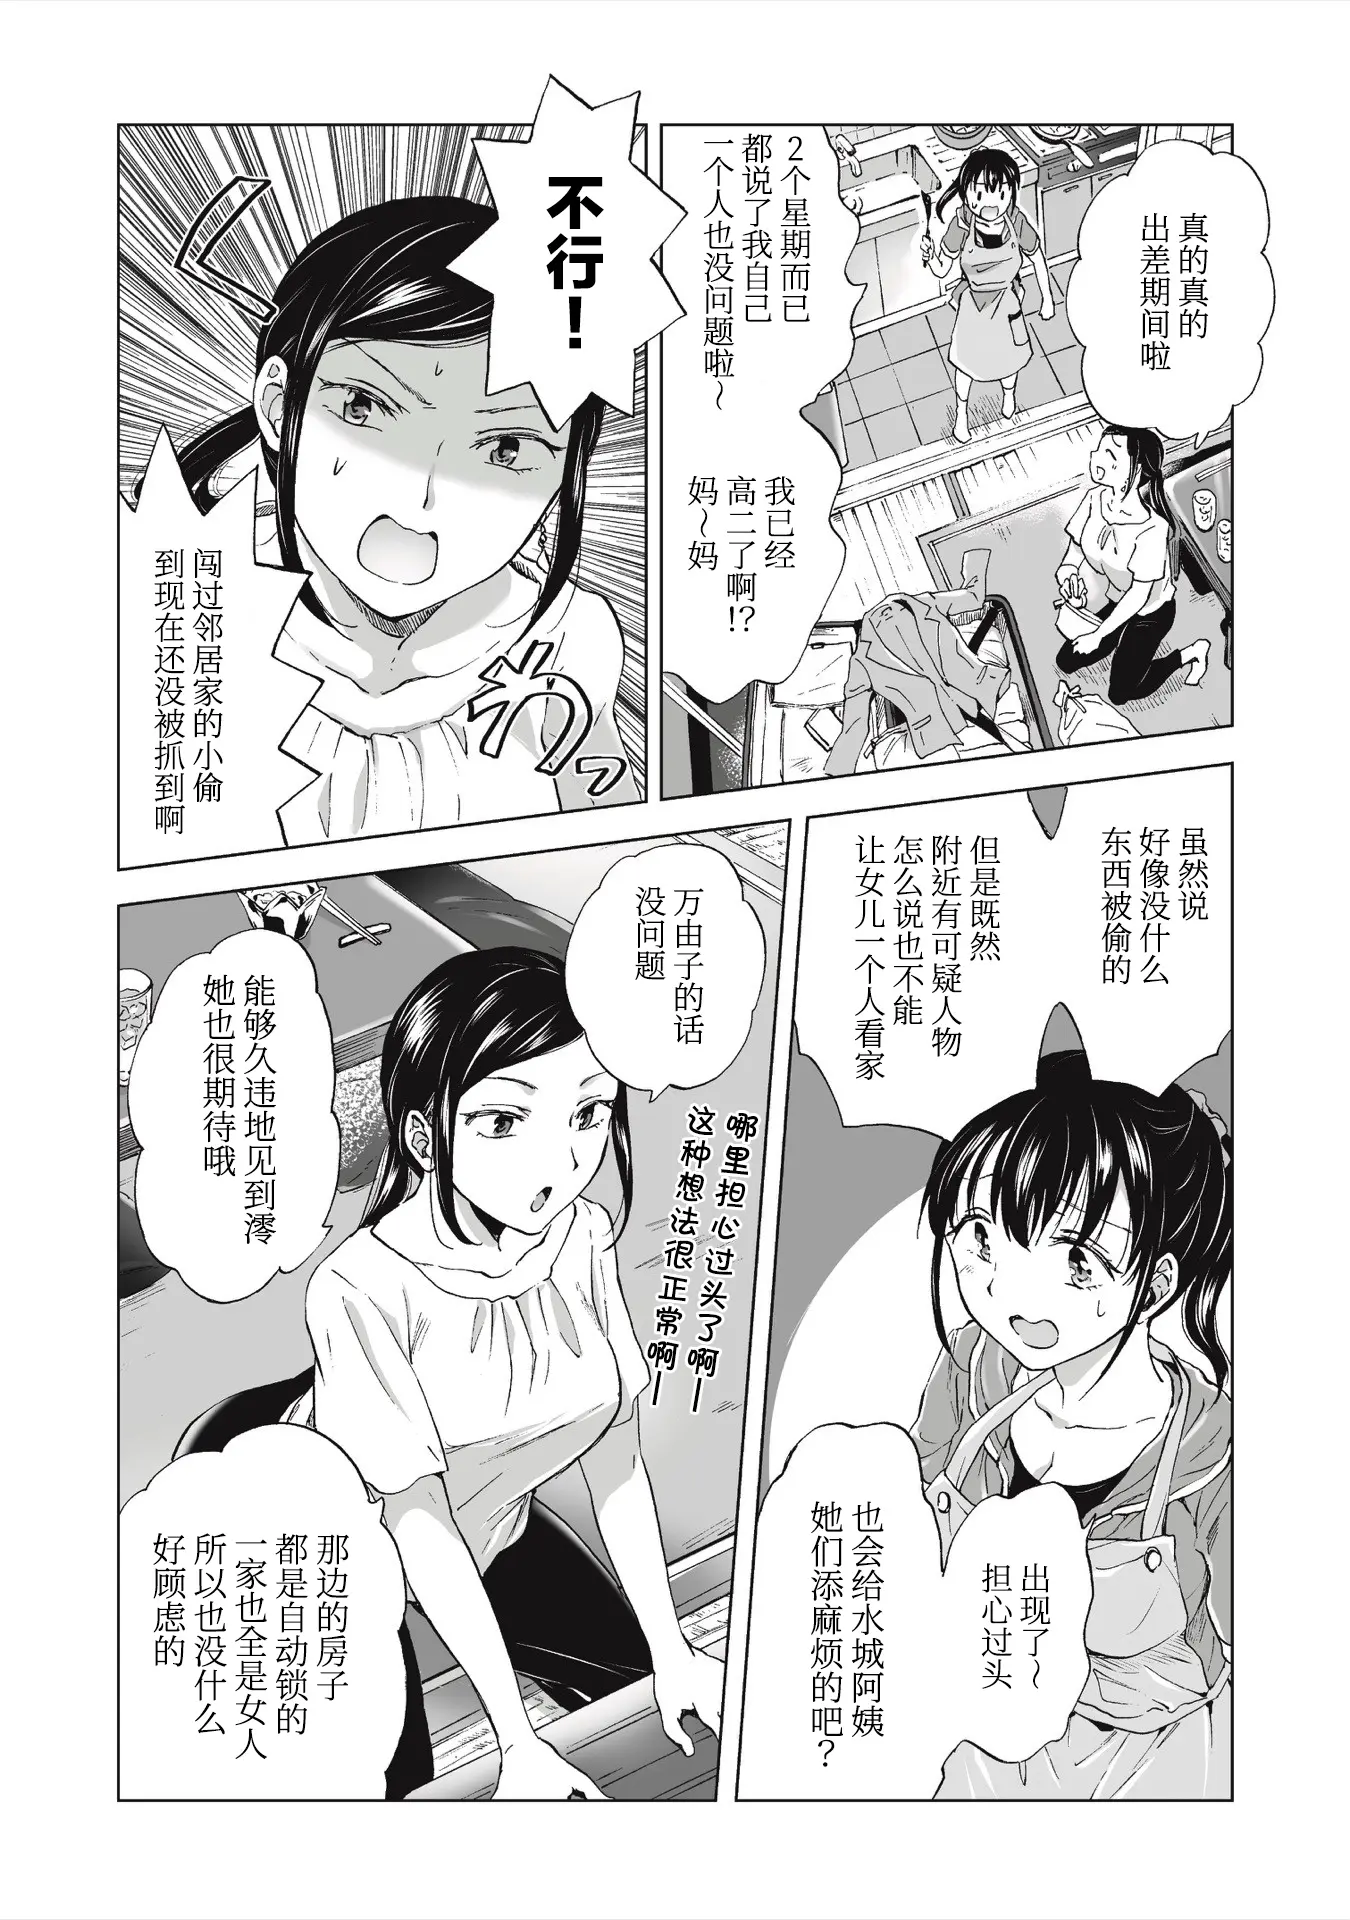 真的真的
出差期间啦
2个星期而已
都说了我自己
一个人也没问题啦~
我已经
高二了啊!?
妈~妈
不行!
わっ
闯过邻居家的小偷
到现在还没被抓到啊
虽然说
好像没什么
东西被偷的
但是既然
附近有可疑人物
怎么说也不能
让女儿一个人看家
出现了~
担心过头
也会给水城阿姨
她们添麻烦的吧?
哪里担心过头了啊—
这种想法很正常啊—
万由子的话
没问题
能够久违地见到澪
她也很期待哦
那边的房子
都是自动锁的
一家也全是女人
所以也没什么
好顾虑的